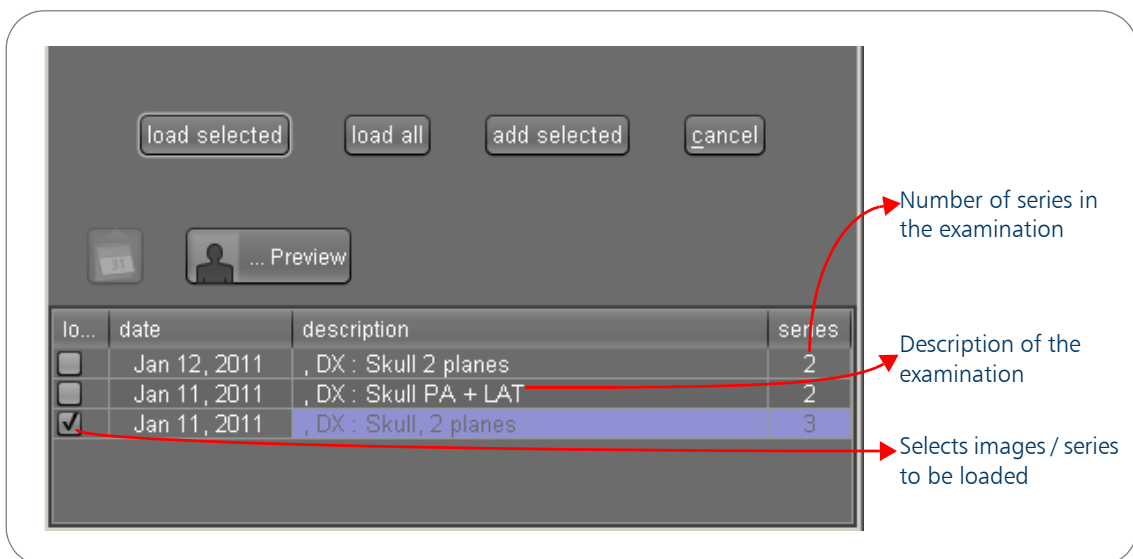 load selected load all add selected cancel
31 ... Preview
lo... date description series
Jan 12, 2011 , DX : Skull 2 planes 2
Jan 11, 2011 , DX : Skull PA + LAT 2
Jan 11, 2011 , DX : Skull, 2 planes 3
Number of series in
the examination
Description of the
examination
Selects images / series
to be loaded